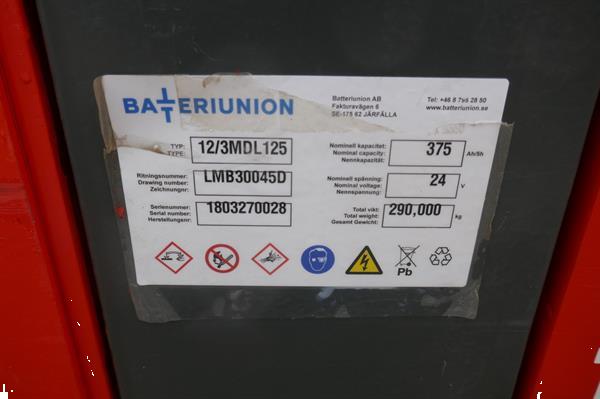 BATTERIUNION
Batteriunion AB
Fakturavägen 6
SE-175 62 JÄRFÄLLA
Tel: +46 8 795 28 50
www.batteriunion.se
TYP:
TYPE:
12/3MDL125
Nominell kapacitet:
Nominal capacity:
Nennkapazität:
375
Ah/5h
Ritningsnummer:
Drawing number:
Zeichnungnr:
LMB30045D
Nominell spänning:
Nominal voltage:
Nennspannung:
24
V
Serienummer:
Serial number:
Herstellungsnr:
1803270028
Total vikt:
Total weight:
Gesamt Gewicht:
290,000
kg
Pb